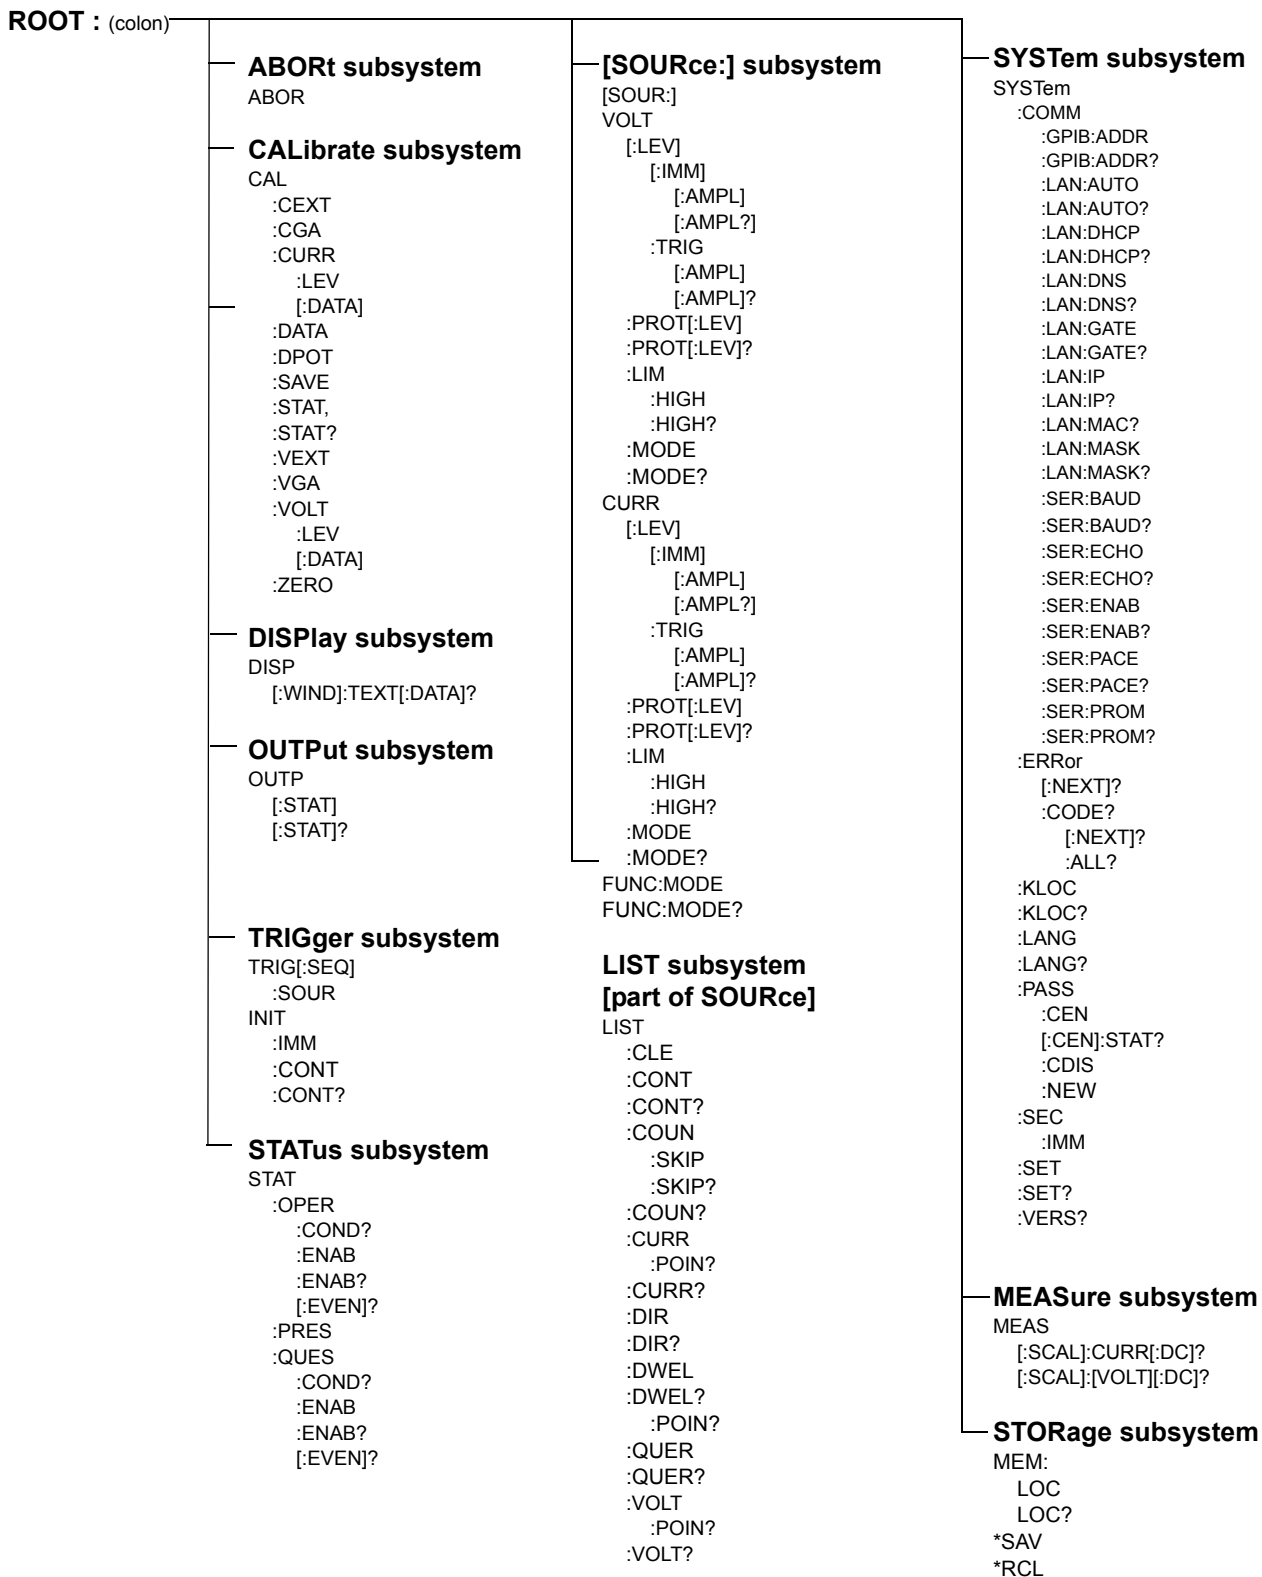 ROOT : (colon)
ABORt subsystem
ABOR
CALibrate subsystem
CAL
:CEXT
:CGA
:CURR
:LEV
[:DATA]
:DATA
:DPOT
:SAVE
:STAT,
:STAT?
:VEXT
:VGA
:VOLT
:LEV
[:DATA]
:ZERO
DISPlay subsystem
DISP
[:WIND]:TEXT[:DATA]?
OUTPut subsystem
OUTP
[:STAT]
[:STAT]?
TRIGger subsystem
TRIG[:SEQ]
:SOUR
INIT
:IMM
:CONT
:CONT?
STATus subsystem
STAT
:OPER
:COND?
:ENAB
:ENAB?
[:EVEN]?
:PRES
:QUES
:COND?
:ENAB
:ENAB?
[:EVEN]?
[SOURce:] subsystem
[SOUR:]
VOLT
[:LEV]
[:IMM]
[:AMPL]
[:AMPL?]
:TRIG
[:AMPL]
[:AMPL]?
:PROT[:LEV]
:PROT[:LEV]?
:LIM
:HIGH
:HIGH?
:MODE
:MODE?
CURR
[:LEV]
[:IMM]
[:AMPL]
[:AMPL?]
:TRIG
[:AMPL]
[:AMPL]?
:PROT[:LEV]
:PROT[:LEV]?
:LIM
:HIGH
:HIGH?
:MODE
:MODE?
FUNC:MODE
FUNC:MODE?
LIST subsystem
[part of SOURce]
LIST
:CLE
:CONT
:CONT?
:COUN
:SKIP
:SKIP?
:COUN?
:CURR
:POIN?
:CURR?
:DIR
:DIR?
:DWEL
:DWEL?
:POIN?
:QUER
:QUER?
:VOLT
:POIN?
:VOLT?
SYSTem subsystem
SYSTem
:COMM
:GPIB:ADDR
:GPIB:ADDR?
:LAN:AUTO
:LAN:AUTO?
:LAN:DHCP
:LAN:DHCP?
:LAN:DNS
:LAN:DNS?
:LAN:GATE
:LAN:GATE?
:LAN:IP
:LAN:IP?
:LAN:MAC?
:LAN:MASK
:LAN:MASK?
:SER:BAUD
:SER:BAUD?
:SER:ECHO
:SER:ECHO?
:SER:ENAB
:SER:ENAB?
:SER:PACE
:SER:PACE?
:SER:PROM
:SER:PROM?
:ERRor
[:NEXT]?
:CODE?
[:NEXT]?
:ALL?
:KLOC
:KLOC?
:LANG
:LANG?
:PASS
:CEN
[:CEN]:STAT?
:CDIS
:NEW
:SEC
:IMM
:SET
:SET?
:VERS?
MEASure subsystem
MEAS
[:SCAL]:CURR[:DC]?
[:SCAL]:[VOLT][:DC]?
STORage subsystem
MEM:
LOC
LOC?
*SAV
*RCL